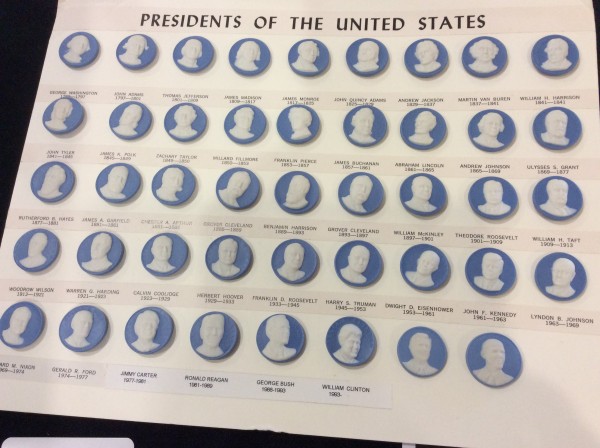 PRESIDENTS OF THE UNITED STATES
GEORGE WASHINGTON JOHN ADAMS THOMAS JEFFERSON JAMES MADISON JAMES MONROE JOHN QUINCY ADAMS ANDREW JACKSON MARTIN VAN BUREN WILLIAM H. HARRISON
1797—1801 1801—1809 1809—1817 1817—1825 1825—1829 1829—1837 1837—1841 1841—1841
JOHN TYLER JAMES K. POLK ZACHARY TAYLOR MILLARD FILLMORE FRANKLIN PIERCE JAMES BUCHANAN ABRAHAM LINCOLN ANDREW JOHNSON ULYSSES S. GRANT
1841—1845 1845—1849 1849—1850 1850—1853 1853—1857 1857—1861 1861—1865 1865—1869 1869—1877
RUTHERFORD B. HAYES JAMES A. GARFIELD CHESTER A. ARTHUR GROVER CLEVELAND BENJAMIN HARRISON GROVER CLEVELAND WILLIAM McKINLEY THEODORE ROOSEVELT WILLIAM H. TAFT
1877—1881 1881—1881 1881—1885 1885—1889 1889—1893 1893—1897 1897—1901 1901—1909 1909—1913
WOODROW WILSON WARREN G. HARDING CALVIN COOLIDGE HERBERT HOOVER FRANKLIN D. ROOSEVELT HARRY S. TRUMAN DWIGHT D. EISENHOWER JOHN F. KENNEDY LYNDON B. JOHNSON
1913—1921 1921—1923 1923—1929 1929—1933 1933—1945 1945—1953 1953—1961 1961—1963 1963—1969
ARD M. NIXON GERALD R. FORD JIMMY CARTER RONALD REAGAN GEORGE BUSH WILLIAM CLINTON
969—1974 1974—1977 1977-1981 1981-1989 1993-